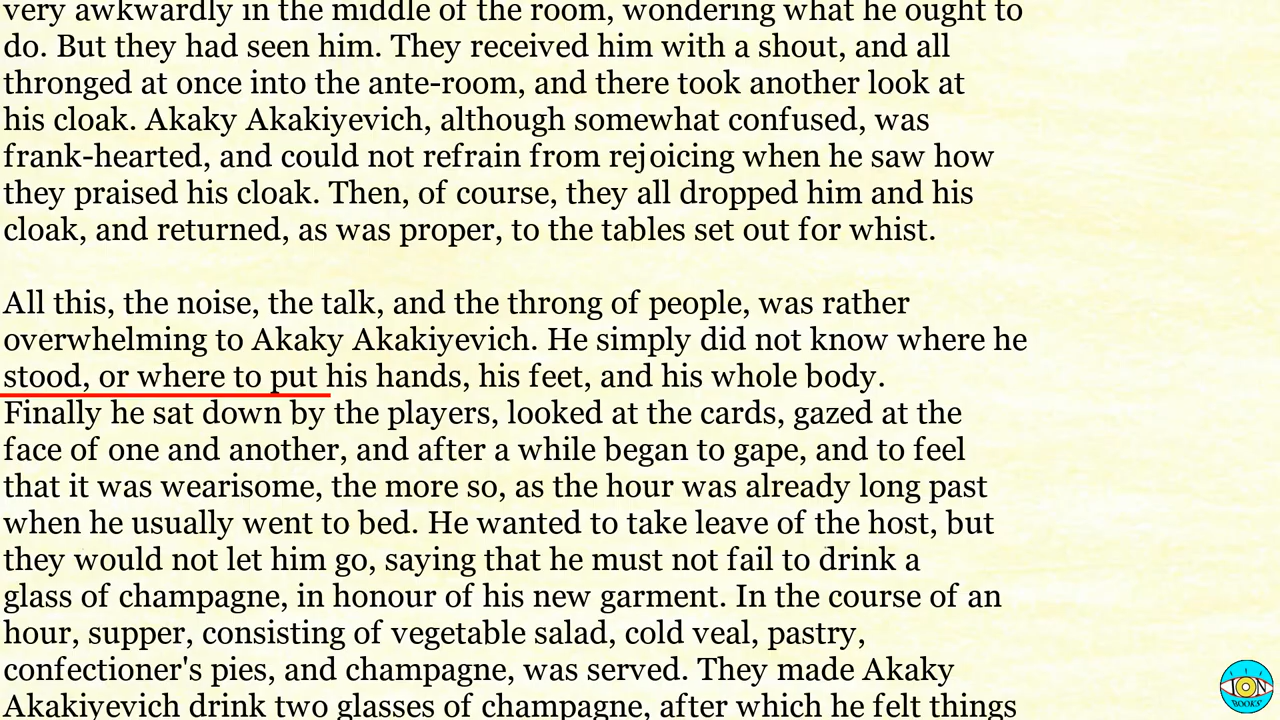 very awkwardly in the middle of the room, wondering what he ought to
do. But they had seen him. They received him with a shout, and all
thronged at once into the ante-room, and there took another look at
his cloak. Akaky Akakiyevich, although somewhat confused, was
frank-hearted, and could not refrain from rejoicing when he saw how
they praised his cloak. Then, of course, they all dropped him and his
cloak, and returned, as was proper, to the tables set out for whist.
All this, the noise, the talk, and the throng of people, was rather
overwhelming to Akaky Akakiyevich. He simply did not know where he
stood, or where to put his hands, his feet, and his whole body.
Finally he sat down by the players, looked at the cards, gazed at the
face of one and another, and after a while began to gape, and to feel
that it was wearisome, the more so, as the hour was already long past
when he usually went to bed. He wanted to take leave of the host, but
they would not let him go, saying that he must not fail to drink a
glass of champagne, in honour of his new garment. In the course of an
hour, supper, consisting of vegetable salad, cold veal, pastry,
confectioner's pies, and champagne, was served. They made Akaky
Akakiyevich drink two glasses of champagne, after which he felt things
ION
BOOKS